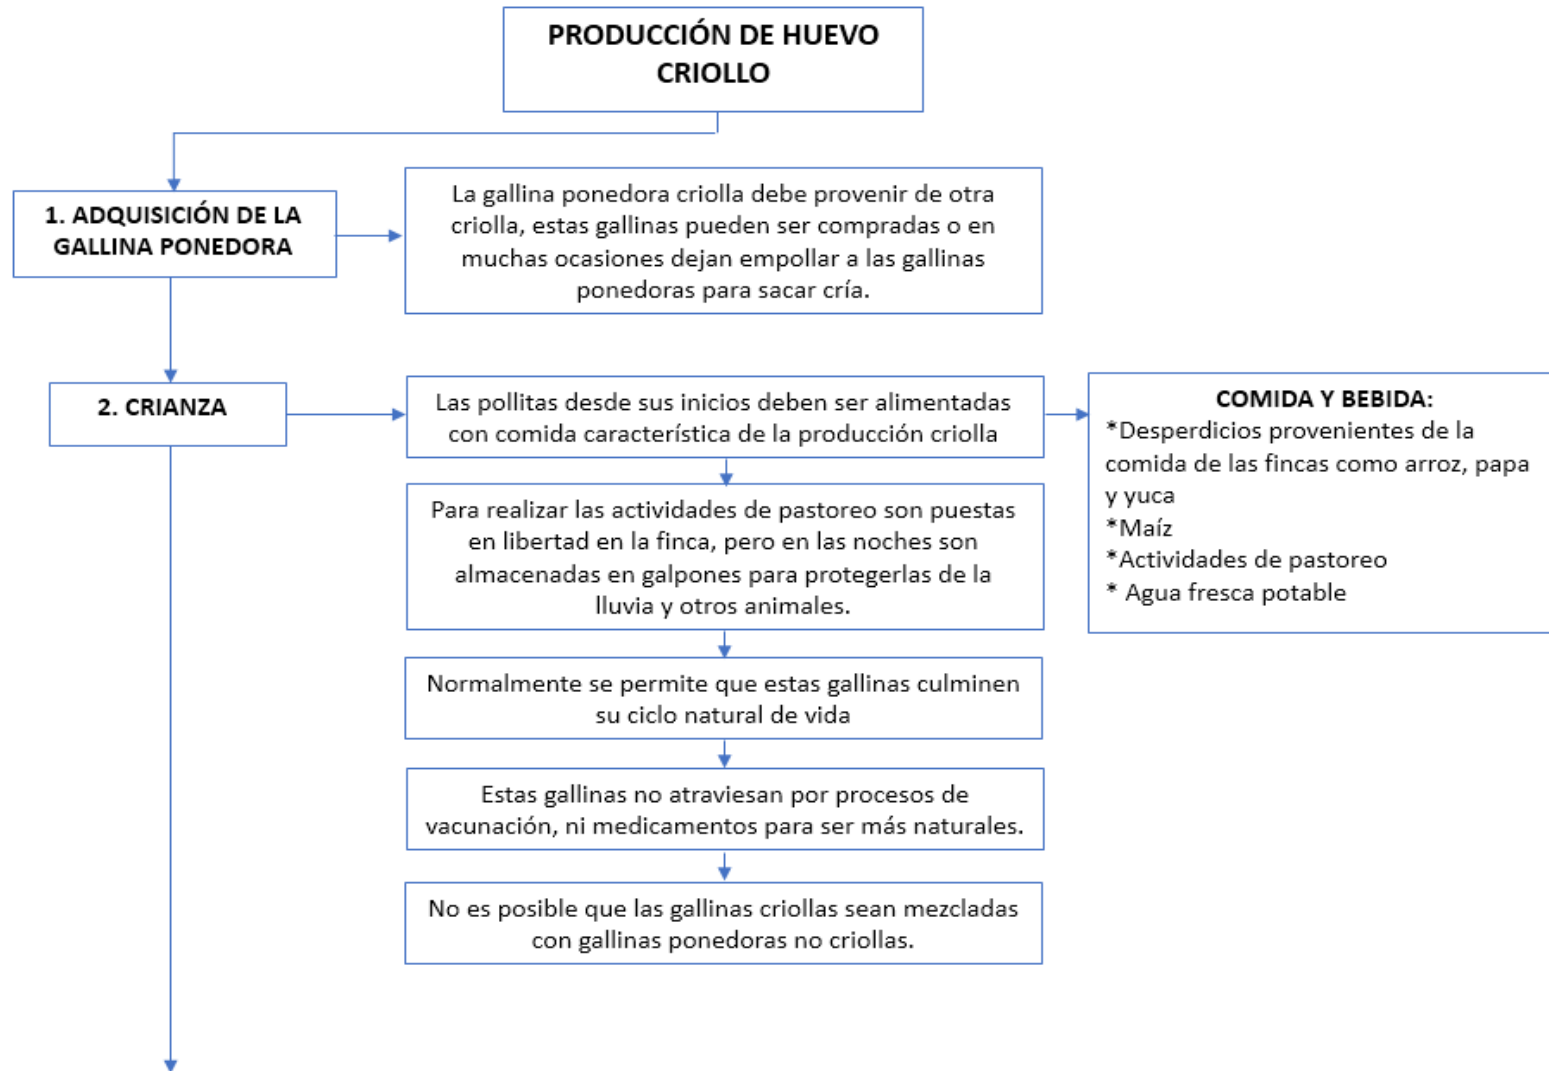 PRODUCCIÓN DE HUEVO
CRIOLLO
1. ADQUISICIÓN DE LA
GALLINA PONEDORA
La gallina ponedora criolla debe provenir de otra
criolla, estas gallinas pueden ser compradas o en
muchas ocasiones dejan empollar a las gallinas
ponedoras para sacar cría.
2. CRIANZA
Las pollitas desde sus inicios deben ser alimentadas
con comida característica de la producción criolla
COMIDA Y BEBIDA:
*Desperdicios provenientes de la
comida de las fincas como arroz, papa
y yuca
*Maíz
*Actividades de pastoreo
* Agua fresca potable
Para realizar las actividades de pastoreo son puestas
en libertad en la finca, pero en las noches son
almacenadas en galpones para protegerlas de la
lluvia y otros animales.
Normalmente se permite que estas gallinas culminen
su ciclo natural de vida
Estas gallinas no atraviesan por procesos de
vacunación, ni medicamentos para ser más naturales.
No es posible que las gallinas criollas sean mezcladas
con gallinas ponedoras no criollas.